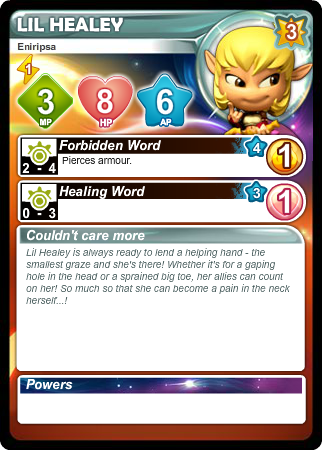 LIL HEALEY
3
Eniripsa
1
3
MP
8
HP
6
AP
Forbidden Word
4
1
2 - 4
Pierces armour.
Healing Word
3
1
0 - 3
Couldn't care more
Lil Healey is always ready to lend a helping hand - the
smallest graze and she's there! Whether it's for a gaping
hole in the head or a sprained big toe, her allies can count
on her! So much so that she can become a pain in the neck
herself...!
Powers